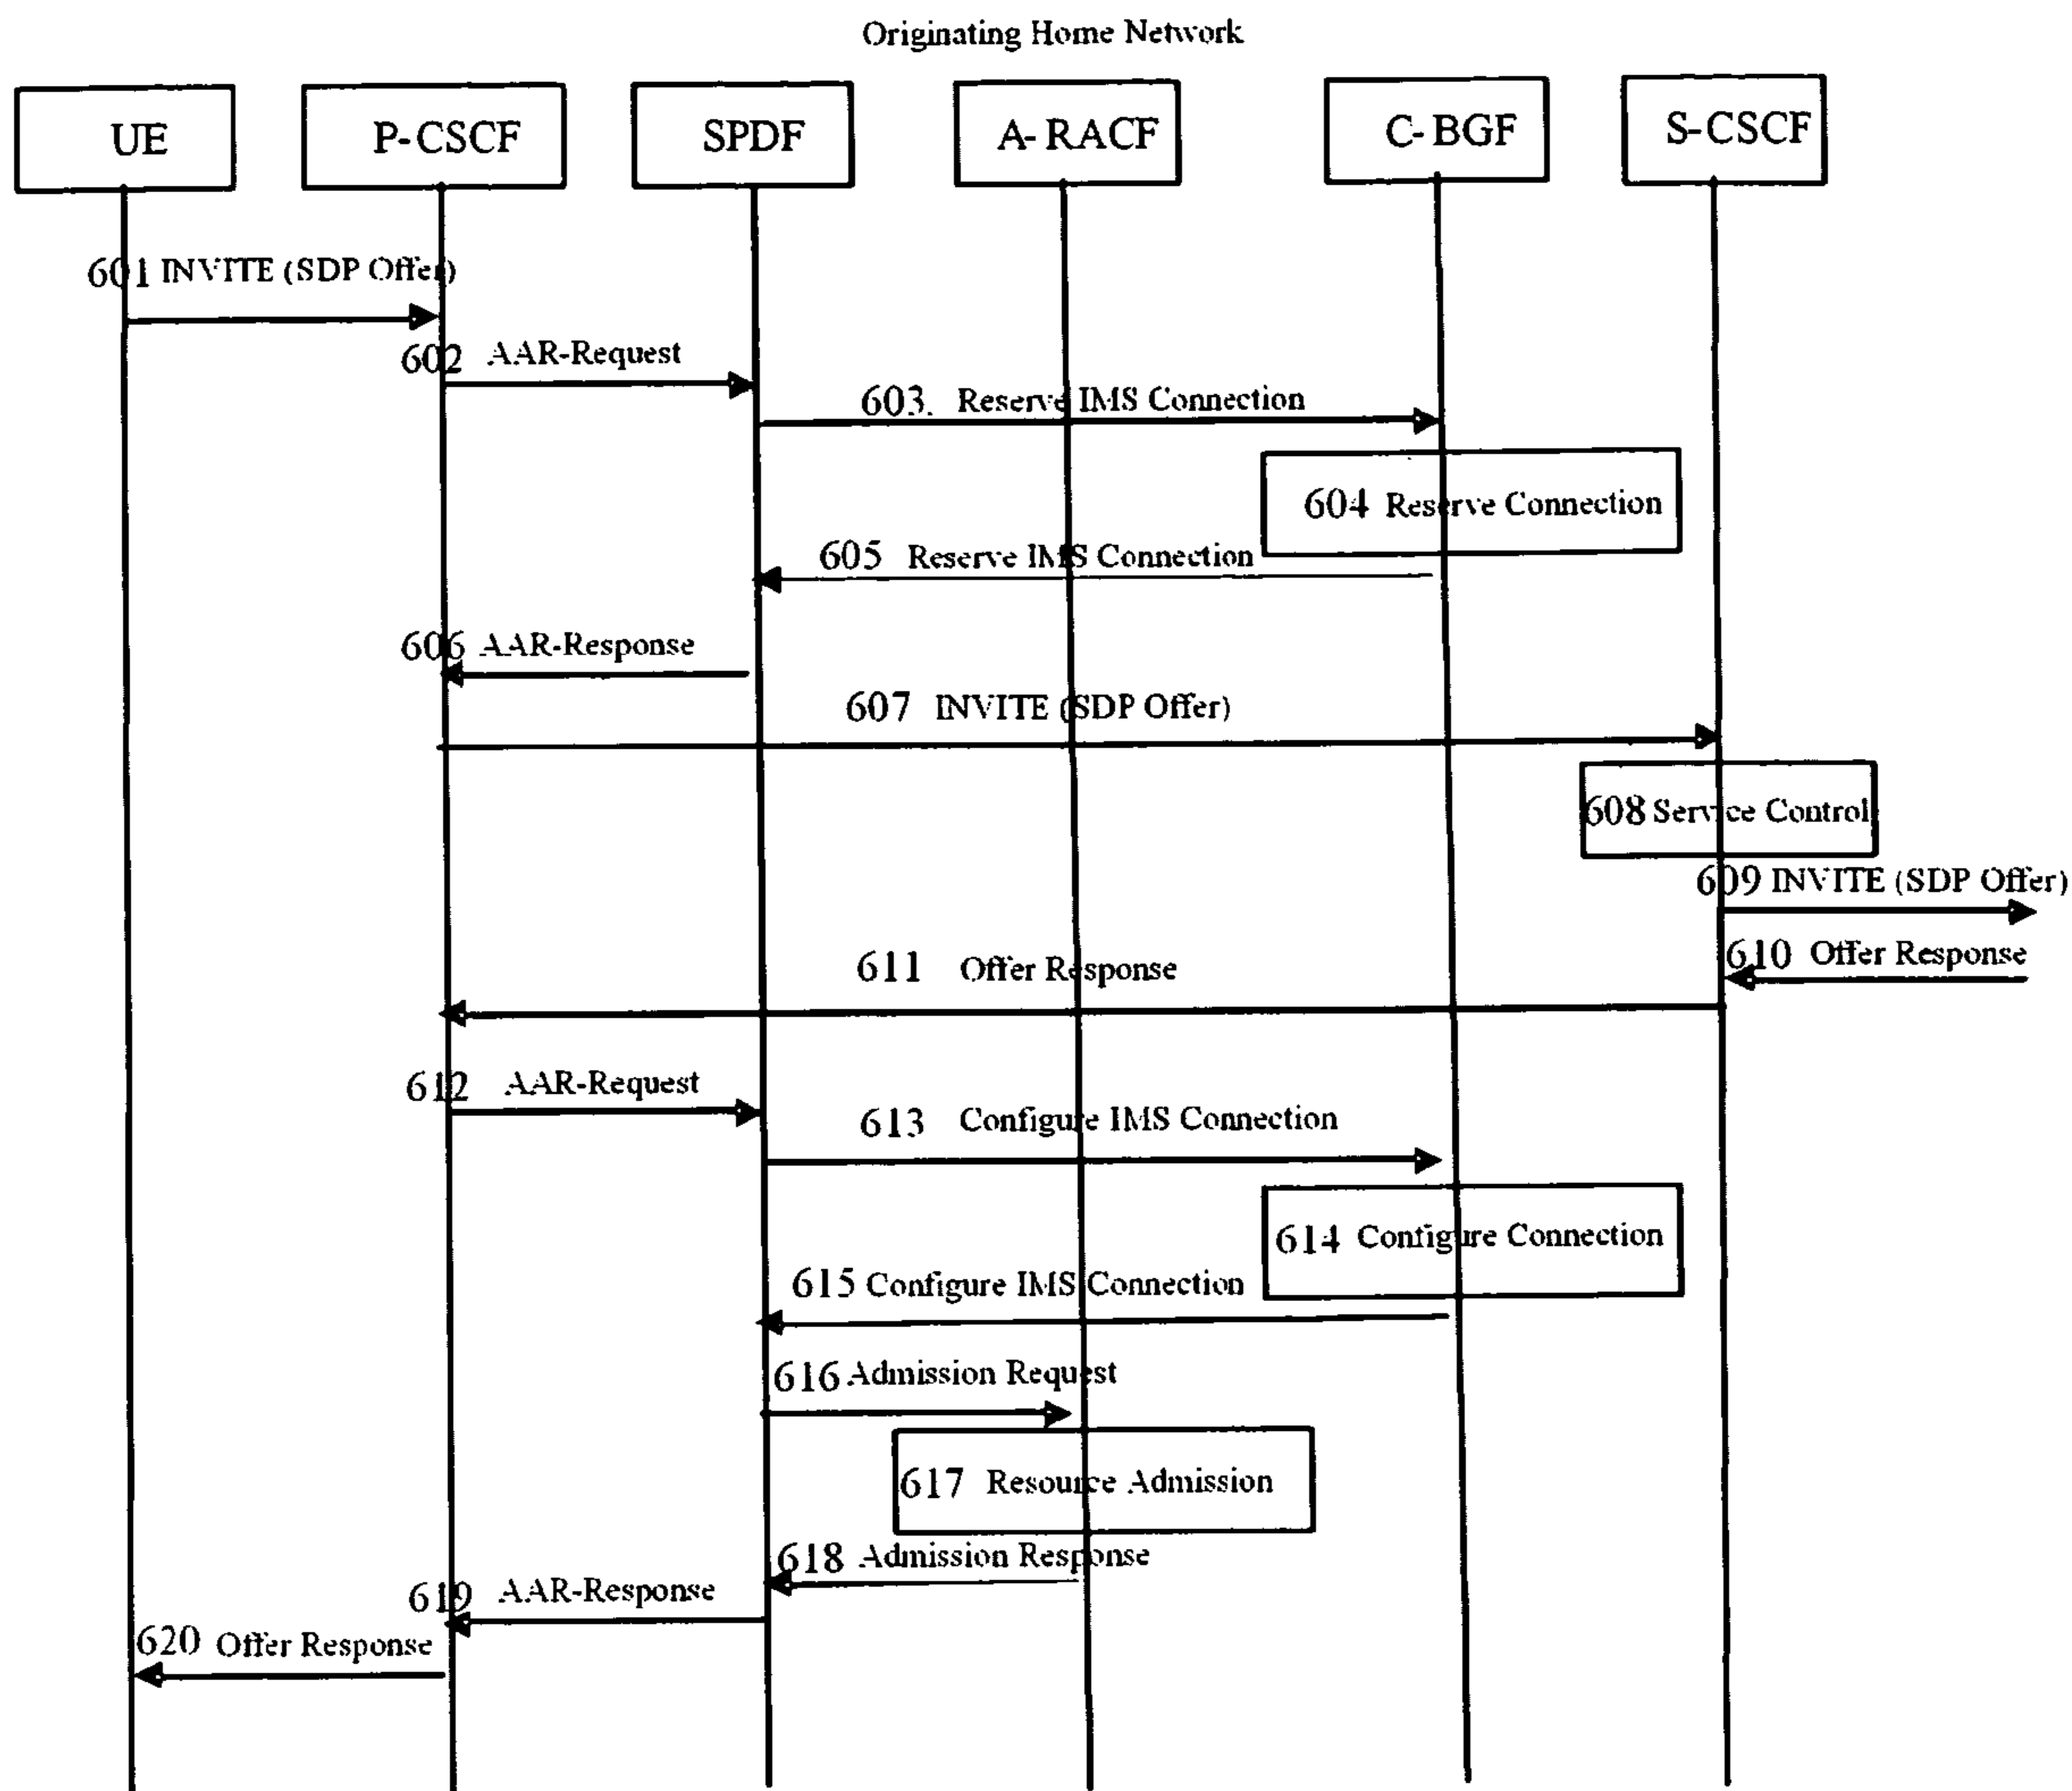 Originating Home Network
UE
P-CSCF
SPDF
A-RACF
C-BGF
S-CSCF
601 INVITE (SDP Offer)
602 AAR-Request
603. Reserve IMS Connection
604 Reserve Connection
605 Reserve IMS Connection
606 AAR-Response
607 INVITE (SDP Offer)
608 Service Control
609 INVITE (SDP Offer)
610 Offer Response
611 Offer Response
612 AAR-Request
613 Configure IMS Connection
614 Configure Connection
615 Configure IMS Connection
616 Admission Request
617 Resource Admission
618 Admission Response
619 AAR-Response
620 Offer Response